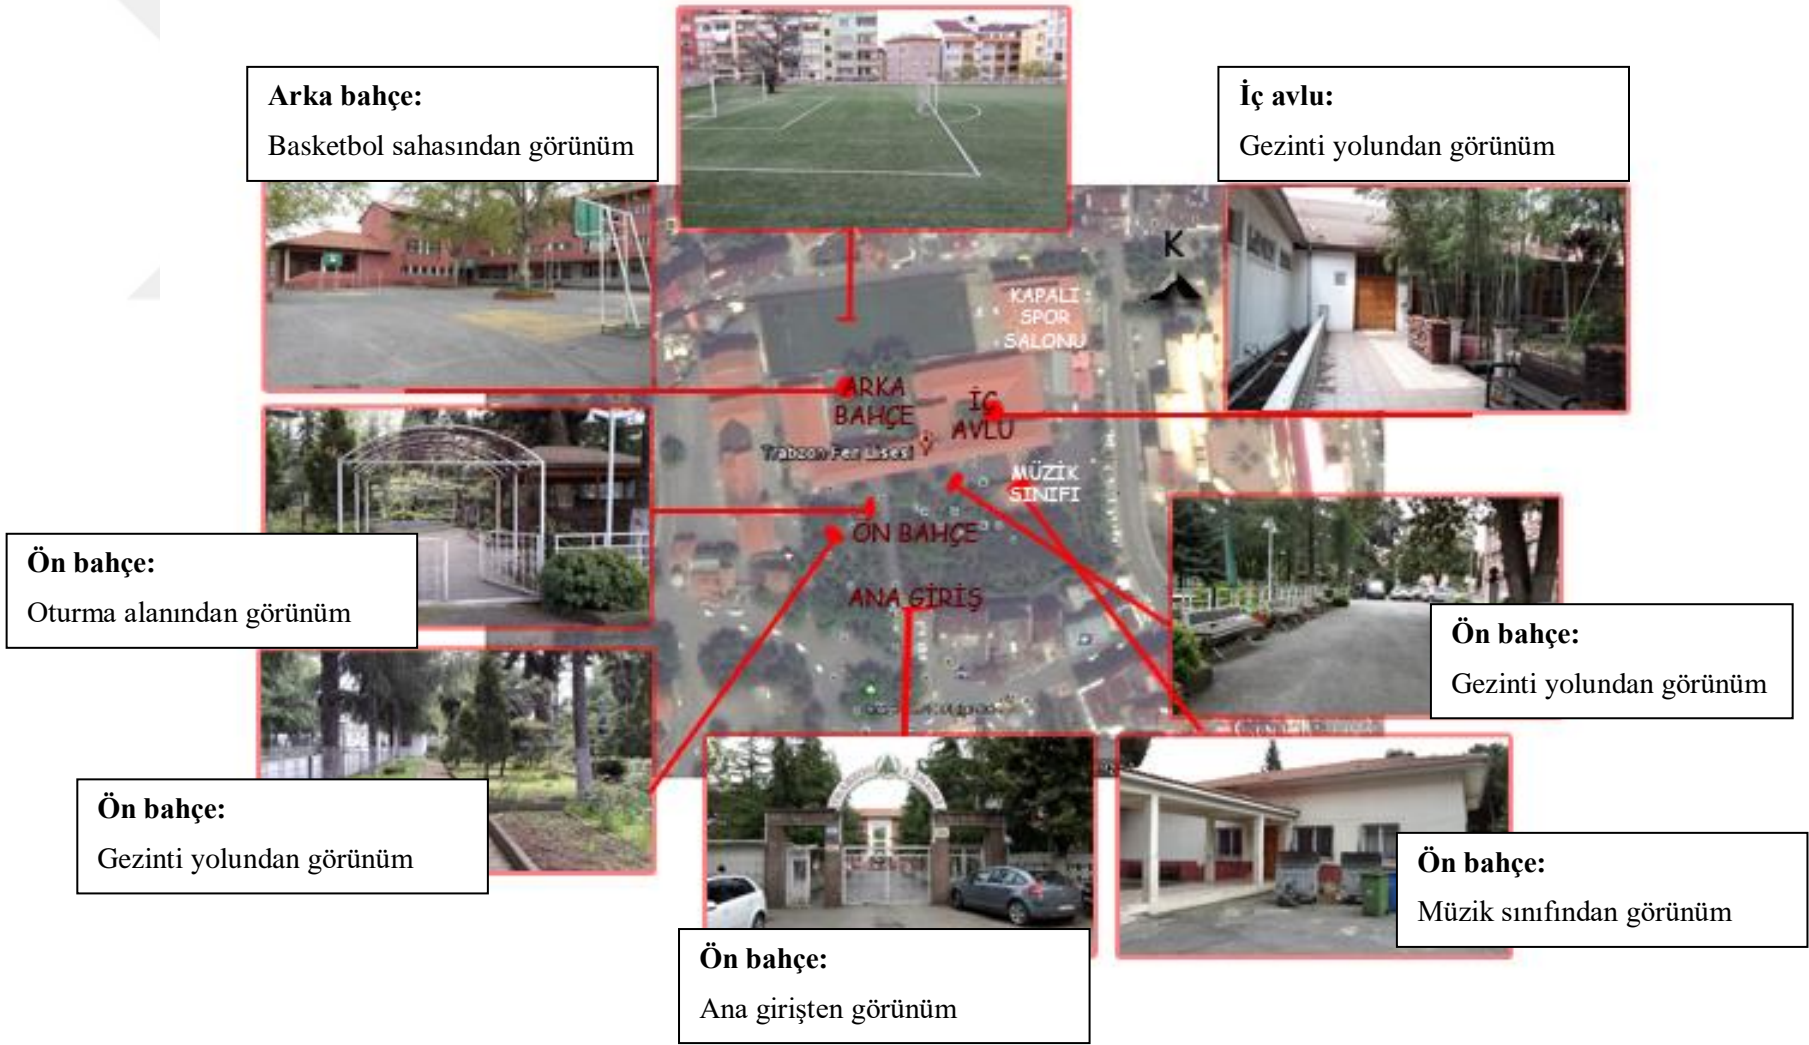 Arka bahçe:
Basketbol sahasından görünüm
İç avlu:
Gezinti yolundan görünüm
K
KAPALI
SPOR
SALONU
ARKA
BAHÇE
İÇ
AVLU
Trabzon Fen Lisesi
MÜZİK
SINIFI
ÖN BAHÇE
ANA GİRİŞ
Ön bahçe:
Oturma alanından görünüm
Ön bahçe:
Gezinti yolundan görünüm
Ön bahçe:
Gezinti yolundan görünüm
Ön bahçe:
Müzik sınıfından görünüm
Ön bahçe:
Ana girişten görünüm